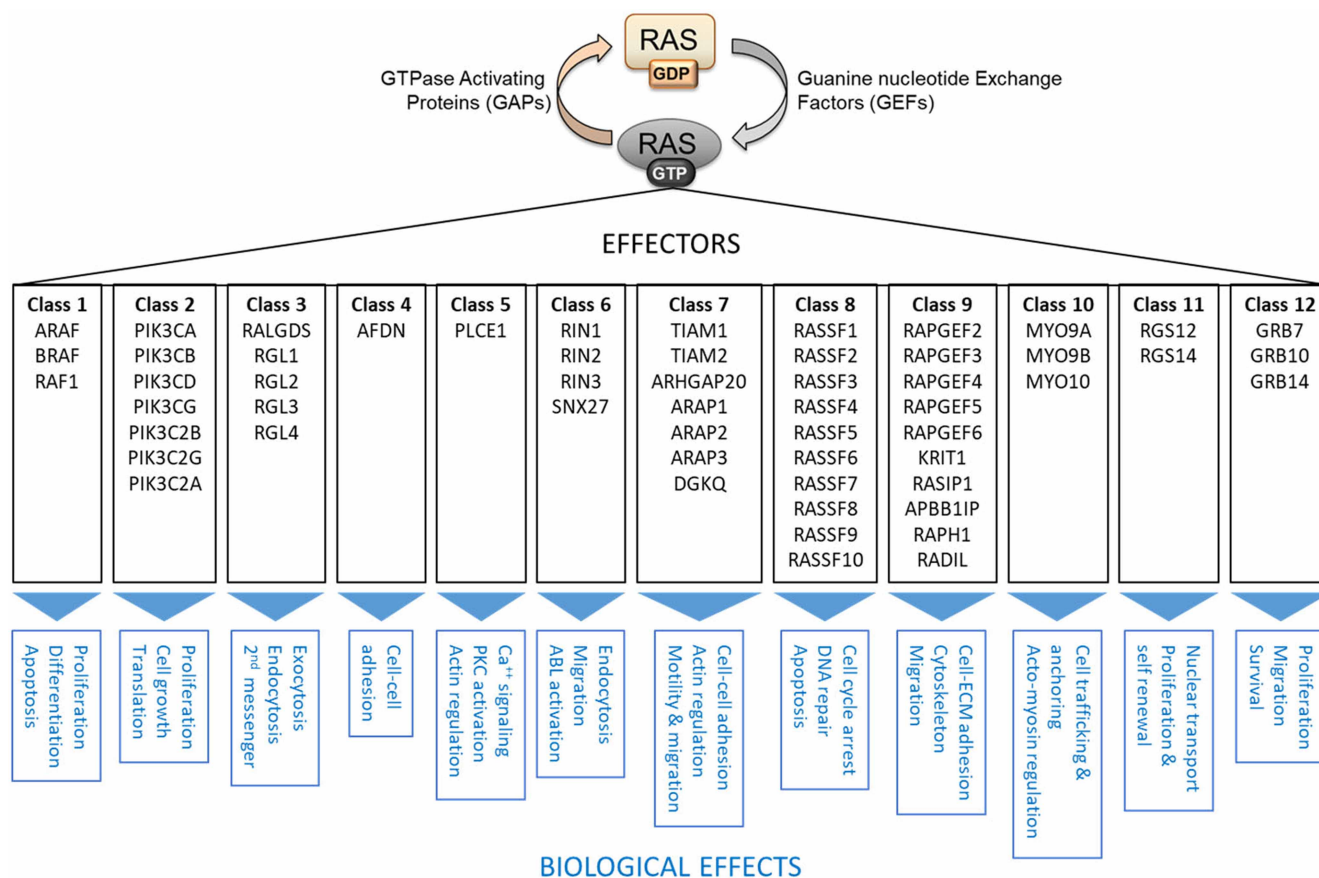 RAS
GDP
GTPase Activating
Proteins (GAPs)
Guanine nucleotide Exchange
Factors (GEFs)
RAS
GTP
EFFECTORS
Class 1
ARAF
BRAF
RAF1
Class 2
PIK3CA
PIK3CB
PIK3CD
PIK3CG
PIK3C2B
PIK3C2G
PIK3C2A
Class 3
RALGDS
RGL1
RGL2
RGL3
RGL4
Class 4
AFDN
Class 5
PLCE1
Class 6
RIN1
RIN2
RIN3
SNX27
Class 7
TIAM1
TIAM2
ARHGAP20
ARAP1
ARAP2
ARAP3
DGKQ
Class 8
RASSF1
RASSF2
RASSF3
RASSF4
RASSF5
RASSF6
RASSF7
RASSF8
RASSF9
RASSF10
Class 9
RAPGEF2
RAPGEF3
RAPGEF4
RAPGEF5
RAPGEF6
KRIT1
RASIP1
APBB1IP
RAPH1
RADIL
Class 10
MYO9A
MYO9B
MYO10
Class 11
RGS12
RGS14
Class 12
GRB7
GRB10
GRB14
Proliferation
Differentiation
Apoptosis
Proliferation
Cell growth
Translation
Exocytosis
Endocytosis
2nd messenger
Cell-cell
adhesion
Ca++ signaling
PKC activation
Actin regulation
Endocytosis
Migration
ABL activation
Cell-cell adhesion
Actin regulation
Motility & migration
Cell cycle arrest
DNA repair
Apoptosis
Cell-ECM adhesion
Cytoskeleton
Migration
Cell trafficking &
anchoring
Acto-myosin regulation
Nuclear transport
Proliferation &
self renewal
Proliferation
Migration
Survival
BIOLOGICAL EFFECTS